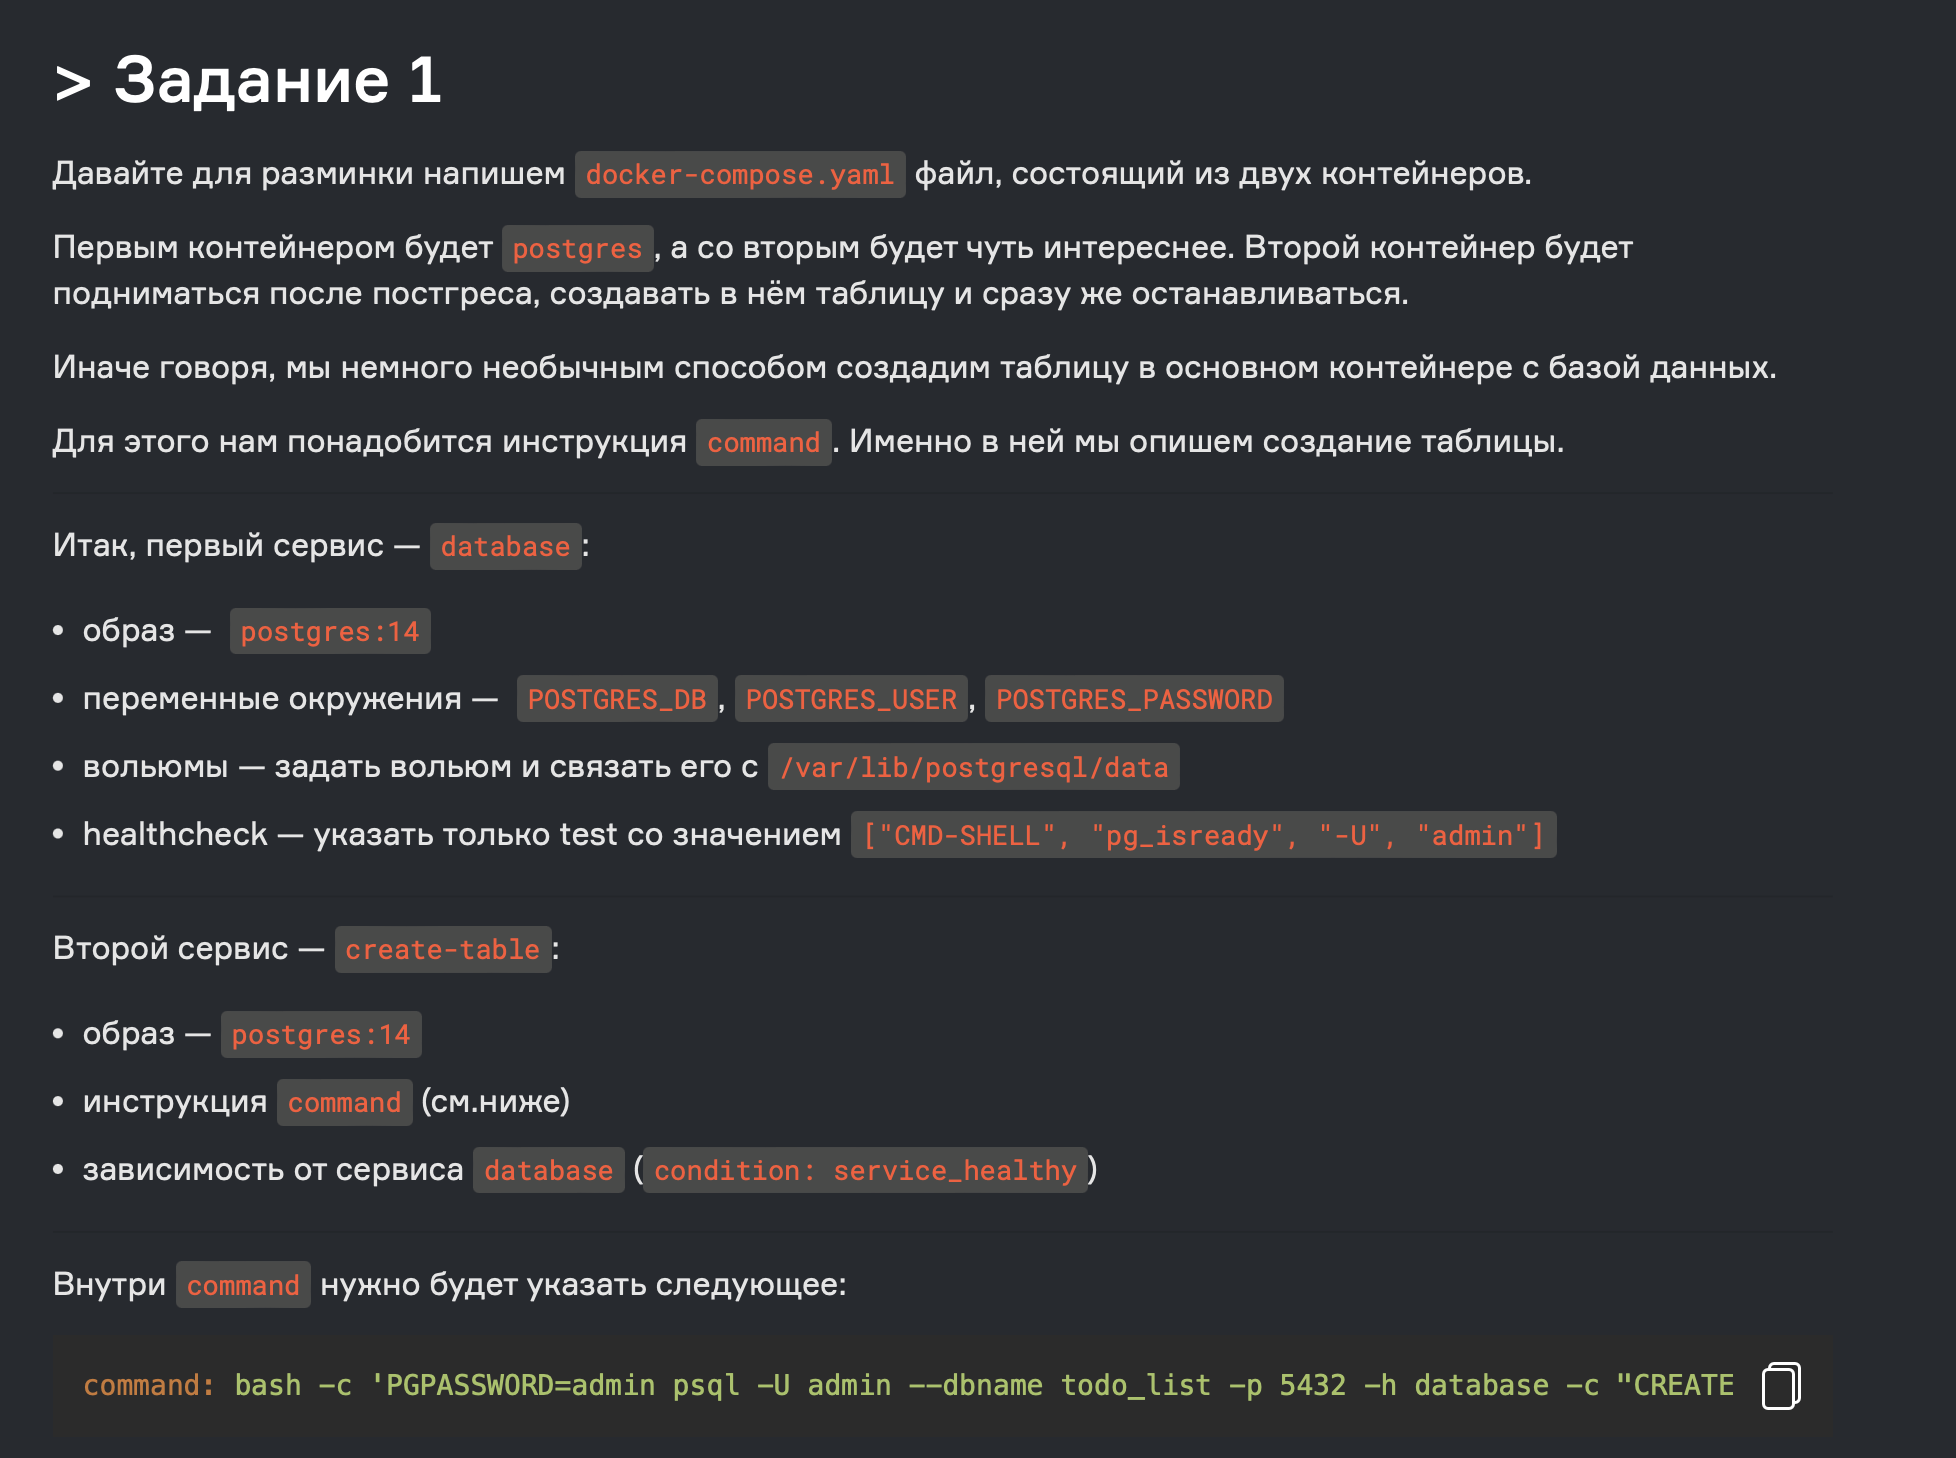 > Задание 1
Давайте для разминки напишем docker-compose.yaml файл, состоящий из двух контейнеров.
Первым контейнером будет postgres, а со вторым будет чуть интереснее. Второй контейнер будет
подниматься после постгреса, создавать в нём таблицу и сразу же останавливаться.
Иначе говоря, мы немного необычным способом создадим таблицу в основном контейнере с базой данных.
Для этого нам понадобится инструкция command. Именно в ней мы опишем создание таблицы.
Итак, первый сервис — database:
• образ — postgres:14
• переменные окружения — POSTGRES_DB, POSTGRES_USER, POSTGRES_PASSWORD
• вольюмы — задать вольюм и связать его с /var/lib/postgresql/data
• healthcheck — указать только test со значением ["CMD-SHELL", "pg_isready", "-U", "admin"]
Второй сервис — create-table:
• образ — postgres:14
• инструкция command (см.ниже)
• зависимость от сервиса database (condition: service_healthy)
Внутри command нужно будет указать следующее:
command: bash -c 'PGPASSWORD=admin psql -U admin --dbname todo_list -p 5432 -h database -c "CREATE